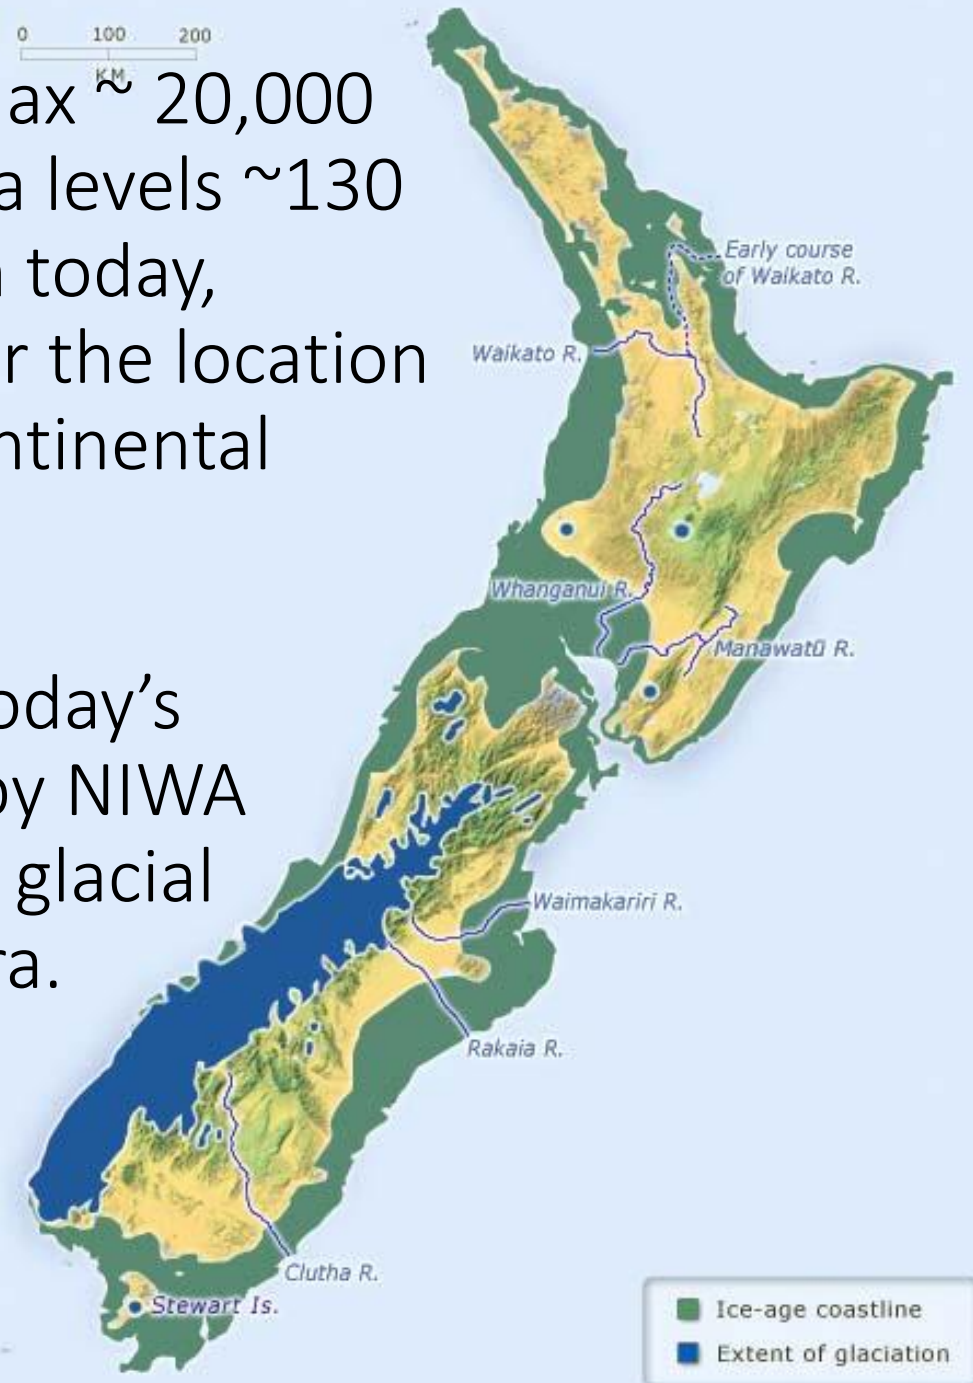 0 100 200
KM
ax ~ 20,000
a levels ~130
today,
r the location
ntinental
oday’s
by NIWA
glacial
ra.
Early course
of Waikato R.
Waikato R.
Whanganui R.
Manawatū R.
Waimakariri R.
Rakaia R.
Clutha R.
Stewart Is.
Ice-age coastline
Extent of glaciation